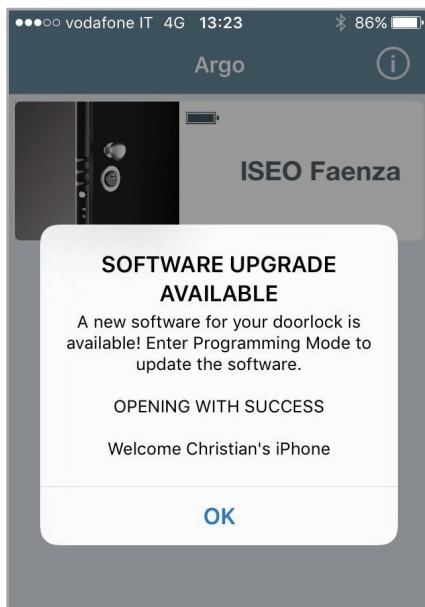 vodafone IT 4G 13:23 86%
Argo
ISEO Faenza
SOFTWARE UPGRADE
AVAILABLE
A new software for your doorlock is
available! Enter Programming Mode to
update the software.
OPENING WITH SUCCESS
Welcome Christian's iPhone
OK